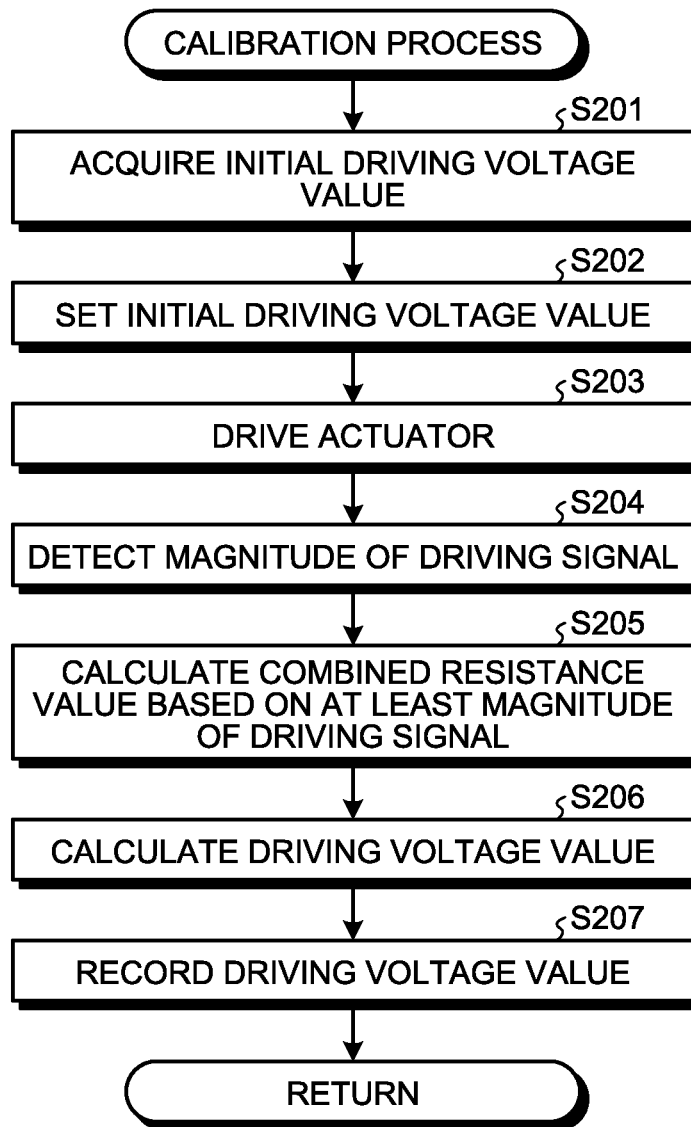 CALIBRATION PROCESS
S201
ACQUIRE INITIAL DRIVING VOLTAGE
VALUE
S202
SET INITIAL DRIVING VOLTAGE VALUE
S203
DRIVE ACTUATOR
S204
DETECT MAGNITUDE OF DRIVING SIGNAL
S205
CALCULATE COMBINED RESISTANCE
VALUE BASED ON AT LEAST MAGNITUDE
OF DRIVING SIGNAL
S206
CALCULATE DRIVING VOLTAGE VALUE
S207
RECORD DRIVING VOLTAGE VALUE
RETURN